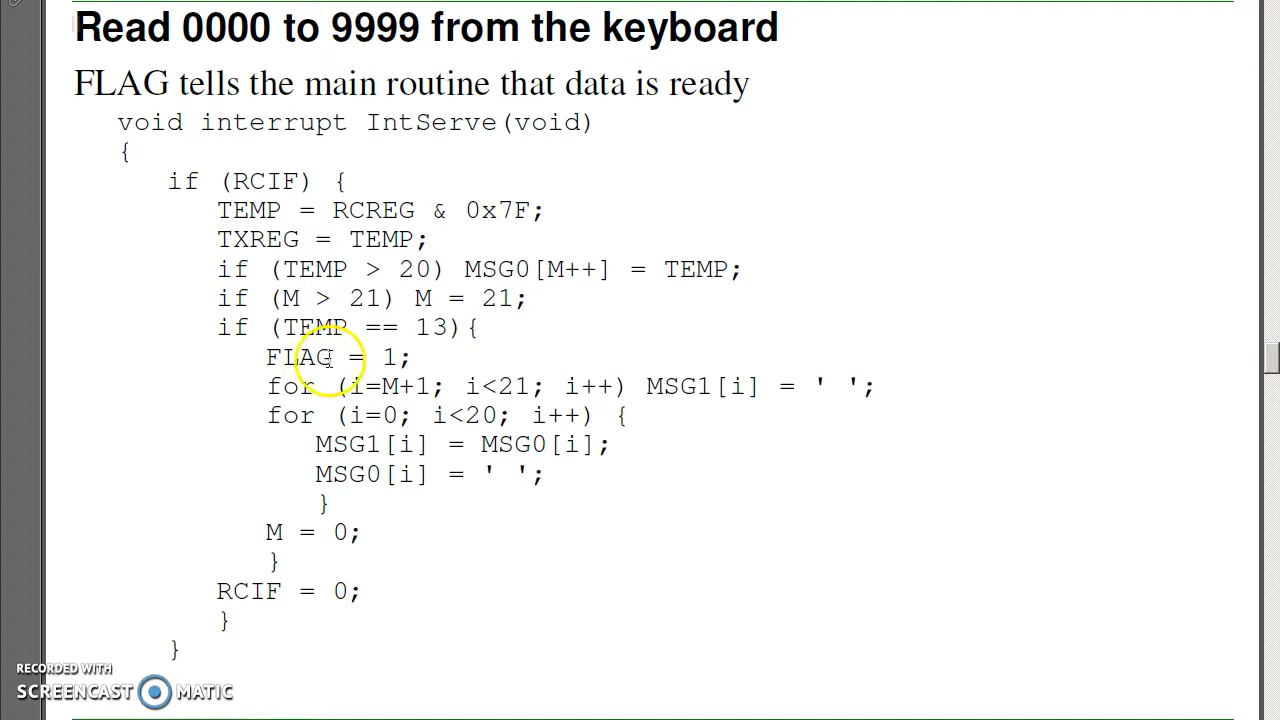 Read 0000 to 9999 from the keyboard
FLAG tells the main routine that data is ready
void interrupt IntServe(void)
{
if (RCIF) {
TEMP = RCREG & 0x7F;
TXREG = TEMP;
if (TEMP > 20) MSG0[M++] = TEMP;
if (M > 21) M = 21;
if (TEMP == 13){
FLAG = 1;
for (i=M+1; i<21; i++) MSG1[i] = ' ';
for (i=0; i<20; i++) {
MSG1[i] = MSG0[i];
MSG0[i] = ' ';
}
M = 0;
}
RCIF = 0;
}
}
RECORDED WITH
SCREENCAST MATIC